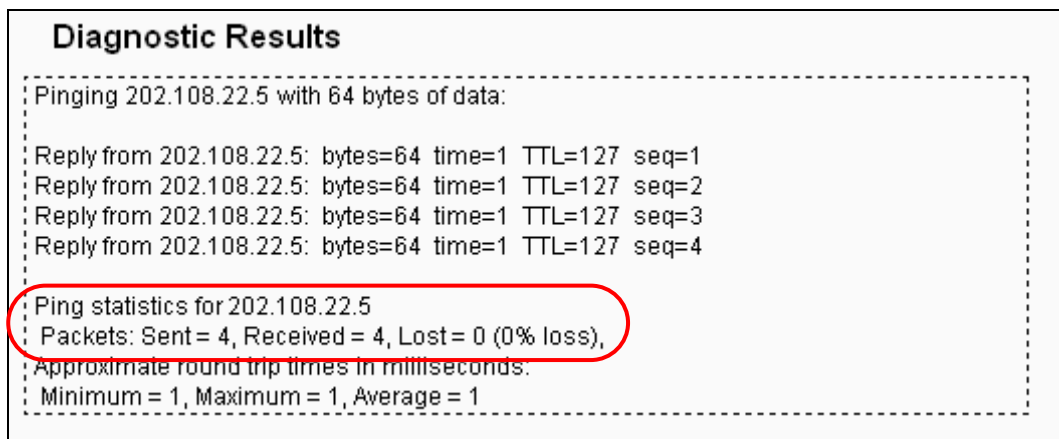 Diagnostic Results
Pinging 202.108.22.5 with 64 bytes of data:
Reply from 202.108.22.5: bytes=64 time=1 TTL=127 seq=1
Reply from 202.108.22.5: bytes=64 time=1 TTL=127 seq=2
Reply from 202.108.22.5: bytes=64 time=1 TTL=127 seq=3
Reply from 202.108.22.5: bytes=64 time=1 TTL=127 seq=4
Ping statistics for 202.108.22.5
Packets: Sent = 4, Received = 4, Lost = 0 (0% loss),
Approximate round trip times in milliseconds:
Minimum = 1, Maximum = 1, Average = 1